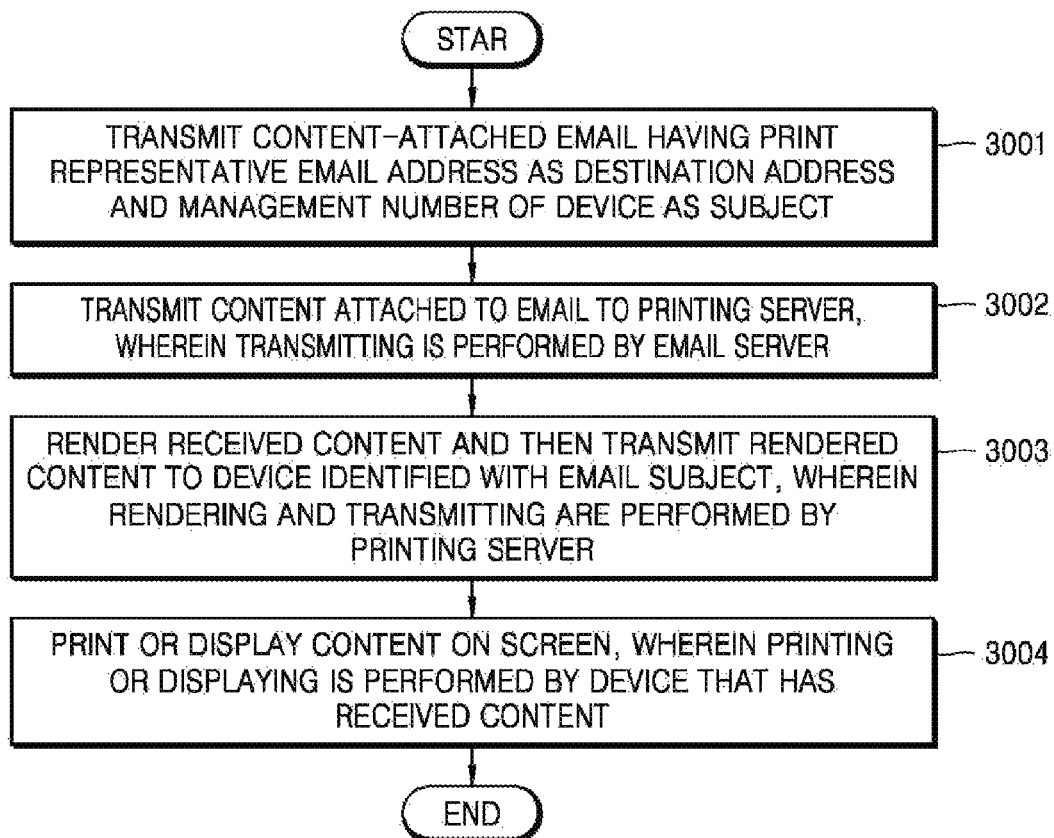 STAR
TRANSMIT CONTENT-ATTACHED EMAIL HAVING PRINT
REPRESENTATIVE EMAIL ADDRESS AS DESTINATION ADDRESS
AND MANAGEMENT NUMBER OF DEVICE AS SUBJECT
3001
TRANSMIT CONTENT ATTACHED TO EMAIL TO PRINTING SERVER,
WHEREIN TRANSMITTING IS PERFORMED BY EMAIL SERVER
3002
RENDER RECEIVED CONTENT AND THEN TRANSMIT RENDERED
CONTENT TO DEVICE IDENTIFIED WITH EMAIL SUBJECT, WHEREIN
RENDERING AND TRANSMITTING ARE PERFORMED BY
PRINTING SERVER
3003
PRINT OR DISPLAY CONTENT ON SCREEN, WHEREIN PRINTING
OR DISPLAYING IS PERFORMED BY DEVICE THAT HAS
RECEIVED CONTENT
3004
END